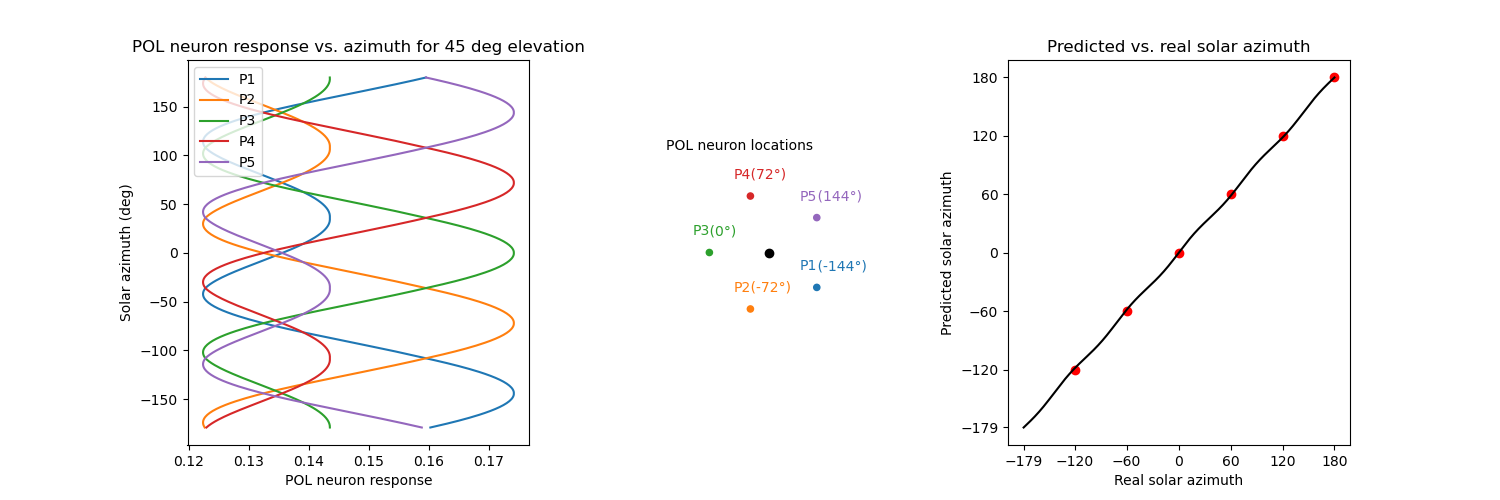 POL neuron response vs. azimuth for 45 deg elevation
P1
P2
P3
P4
P5
150
100
50
0
−50
−100
−150
Solar azimuth (deg)
0.12 0.13 0.14 0.15 0.16 0.17
POL neuron response
POL neuron locations
P4(72°)
P5(144°)
P3(0°)
P1(-144°)
P2(-72°)
Predicted vs. real solar azimuth
180
120
60
0
−60
−120
−179
Predicted solar azimuth
−179 −120 −60 0 60 120 180
Real solar azimuth